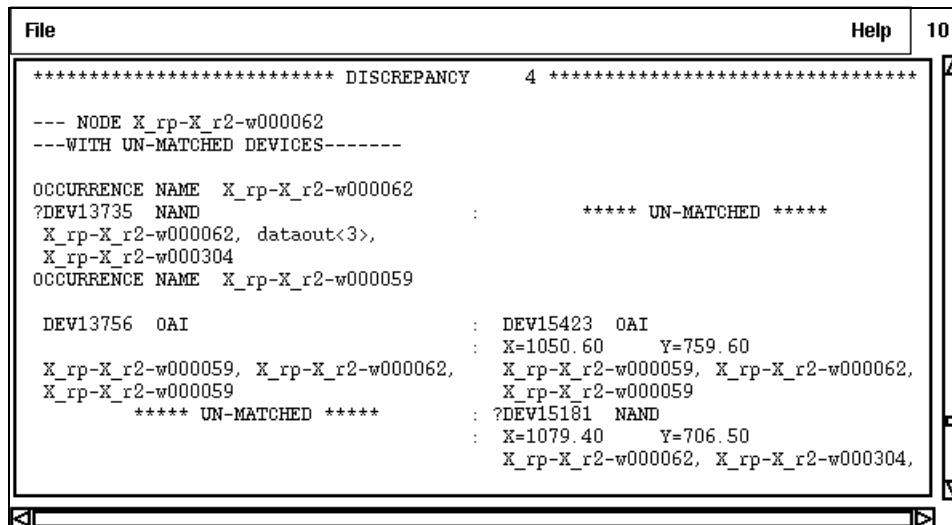 File Help 10
*************************** DISCREPANCY 4 *********************************
--- NODE X_rp-X_r2-w000062
---WITH UN-MATCHED DEVICES-------
OCCURRENCE NAME X_rp-X_r2-w000062
?DEV13735 NAND : ***** UN-MATCHED *****
X_rp-X_r2-w000062, dataout<3>,
X_rp-X_r2-w000304
OCCURRENCE NAME X_rp-X_r2-w000059
DEV13756 OAI : DEV15423 OAI
: X=1050.60 Y=759.60
X_rp-X_r2-w000059, X_rp-X_r2-w000062, X_rp-X_r2-w000059, X_rp-X_r2-w000062,
X_rp-X_r2-w000059 X_rp-X_r2-w000059
***** UN-MATCHED ***** : ?DEV15181 NAND
: X=1079.40 Y=706.50
X_rp-X_r2-w000062, X_rp-X_r2-w000304,